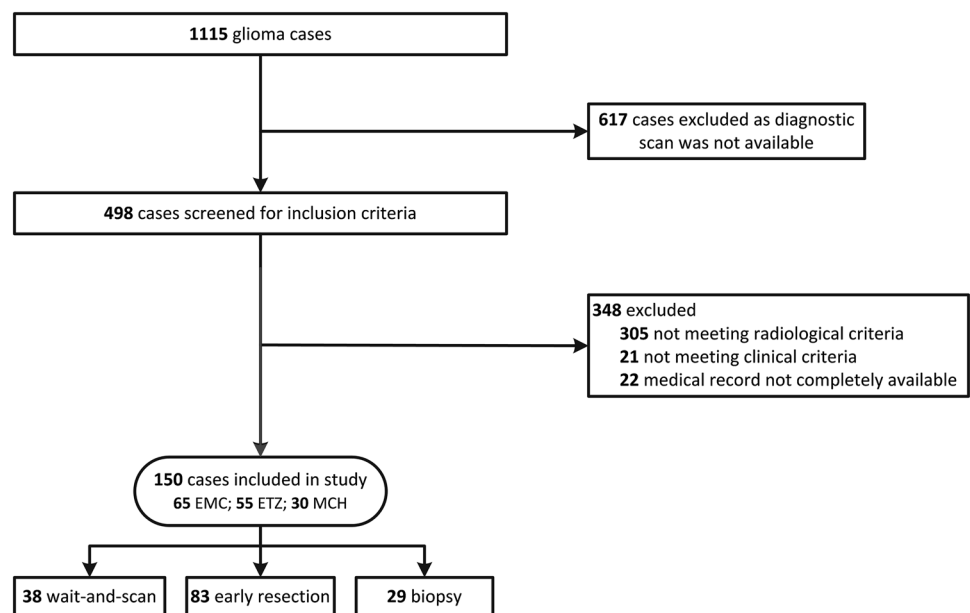 1115 glioma cases
617 cases excluded as diagnostic
scan was not available
498 cases screened for inclusion criteria
348 excluded
305 not meeting radiological criteria
21 not meeting clinical criteria
22 medical record not completely available
150 cases included in study
65 EMC; 55 ETZ; 30 MCH
38 wait-and-scan
83 early resection
29 biopsy